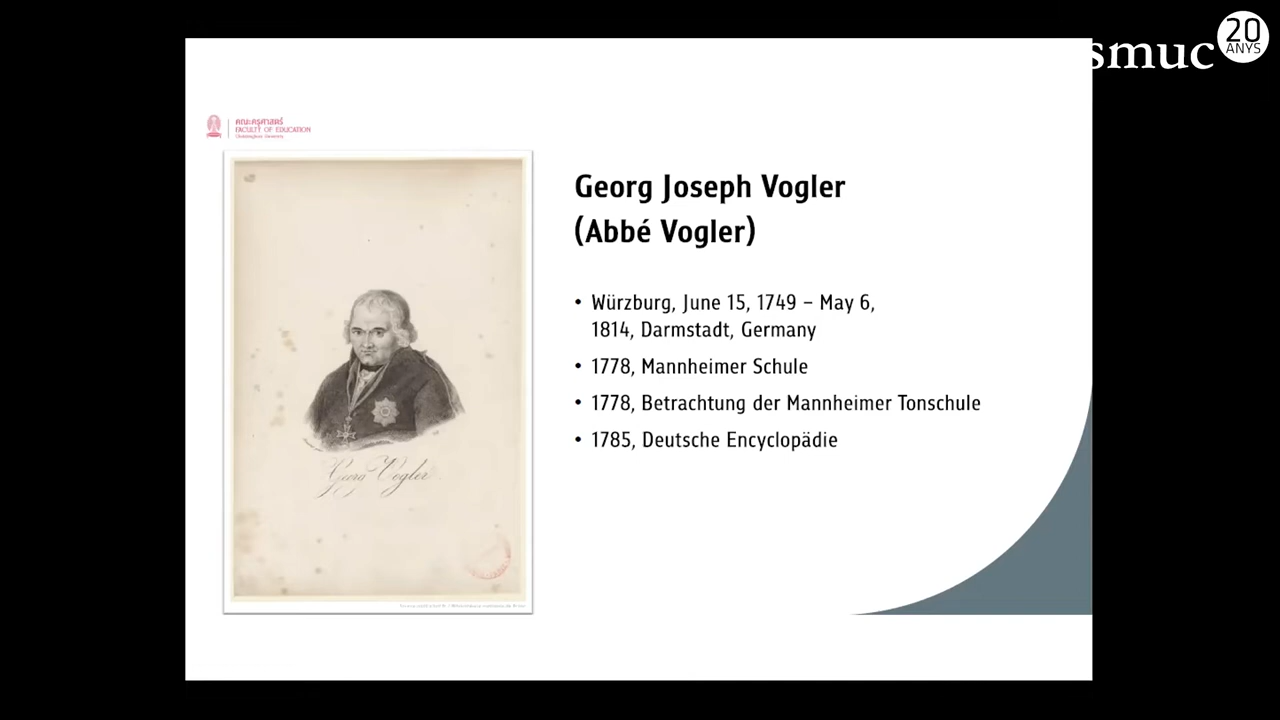 20
ANYS
smuc
คณะครุศาสตร์
FACULTY OF EDUCATION
Chulalongkorn University
Georg Joseph Vogler
(Abbé Vogler)
• Würzburg, June 15, 1749 – May 6,
1814, Darmstadt, Germany
• 1778, Mannheimer Schule
• 1778, Betrachtung der Mannheimer Tonschule
• 1785, Deutsche Encyclopädie
Georg Vogler